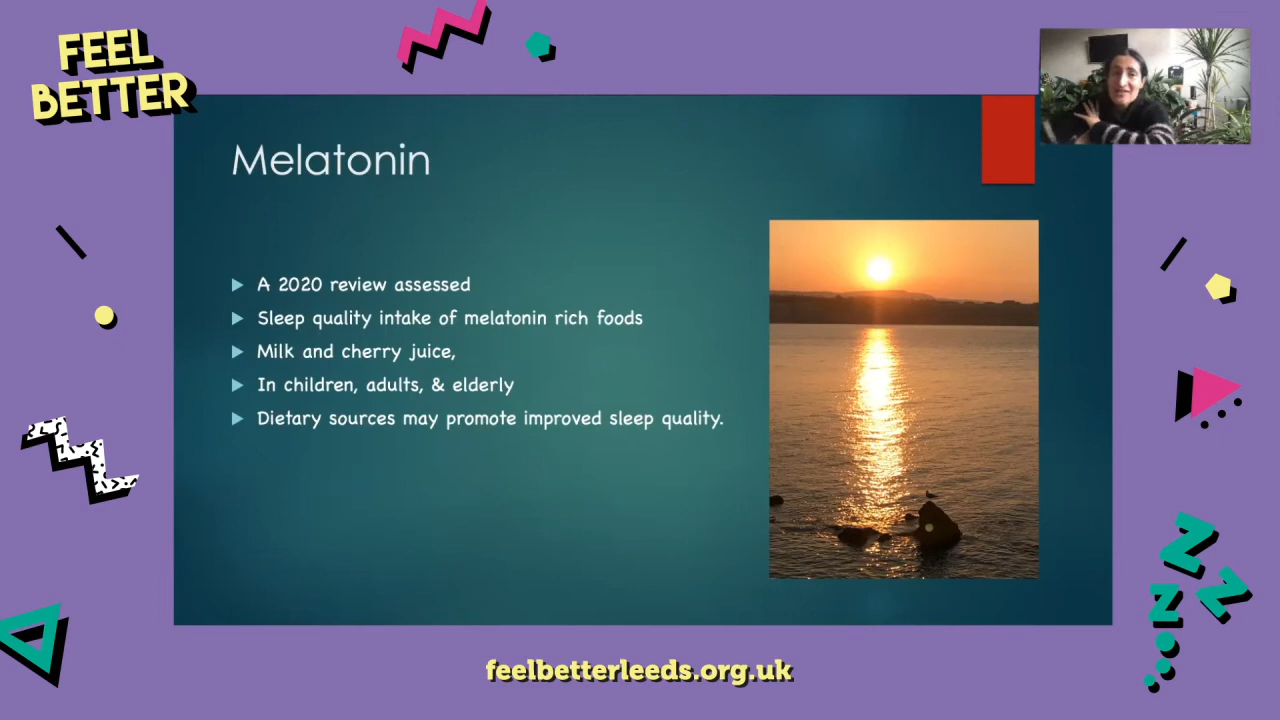 FEEL
BETTER
Melatonin
A 2020 review assessed
Sleep quality intake of melatonin rich foods
Milk and cherry juice,
In children, adults, & elderly
Dietary sources may promote improved sleep quality.
Z
Z
Z
feelbetterleeds.org.uk